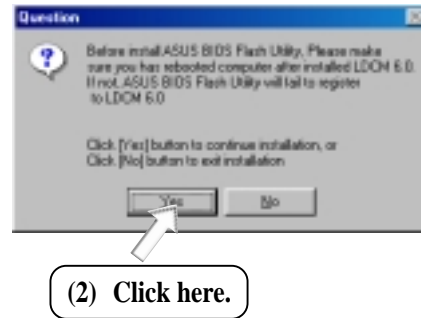 Question
Before install ASUS BIOS Flash Utility, Please make
sure you has rebooted computer after installed LDCM 6.0
If not, ASUS BIOS Flash Utility will fail to register
to LDCM 6.0
Click [Yes] button to continue installation, or
Click [No] button to exit installation
Yes
No
(2) Click here.